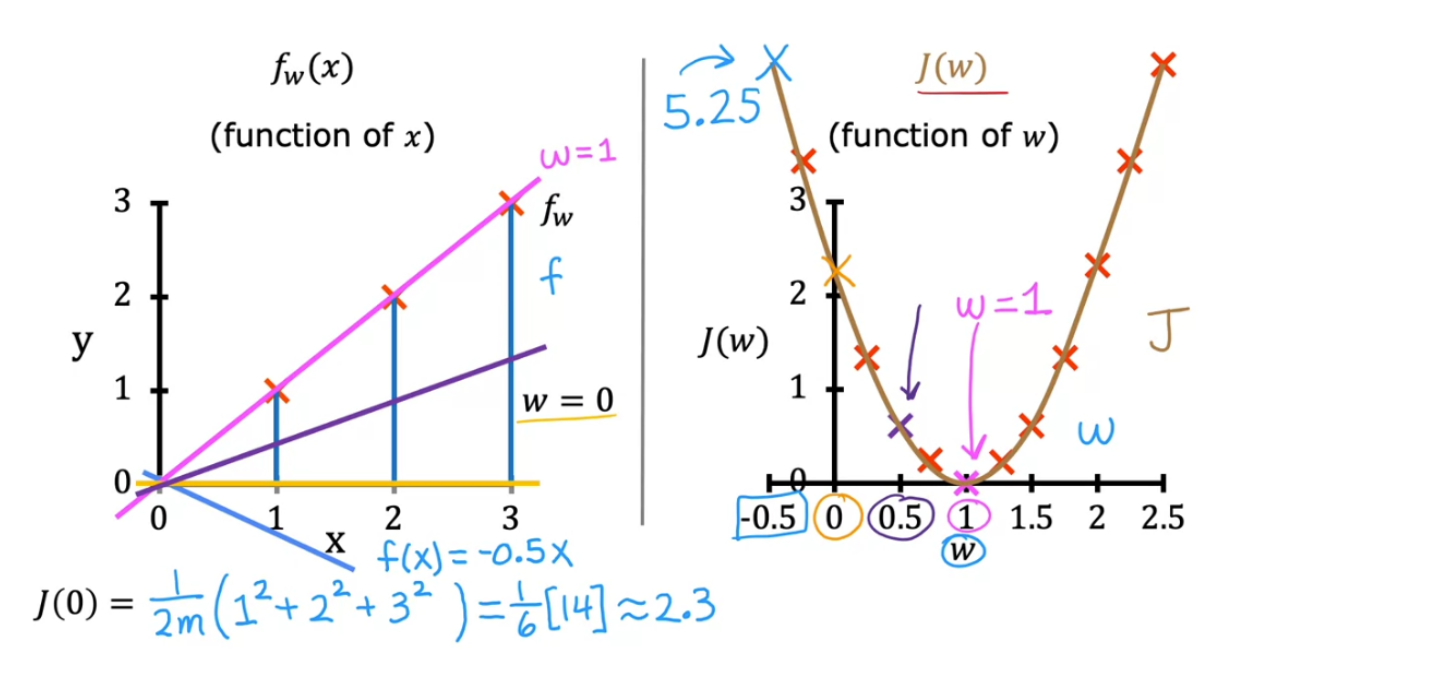 f_w(x)
(function of x)
w=1
3
f_w
f
2
y
1
w = 0
0
0 1 2 3
x
f(x) = -0.5x
J(0) = 1/2m (1² + 2² + 3² ) = 1/6 [14] ≈ 2.3
5.25
J(w)
(function of w)
3
w=1
2
J
J(w)
1
w
0
-0.5 0 0.5 1 1.5 2 2.5
w